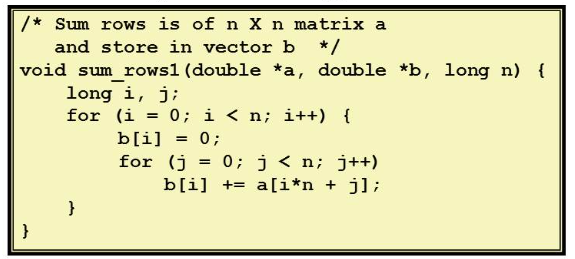 /* Sum rows is of n X n matrix a
   and store in vector b  */
void sum_rows1(double *a, double *b, long n) {
    long i, j;
    for (i = 0; i < n; i++) {
        b[i] = 0;
        for (j = 0; j < n; j++)
            b[i] += a[i*n + j];
    }
}